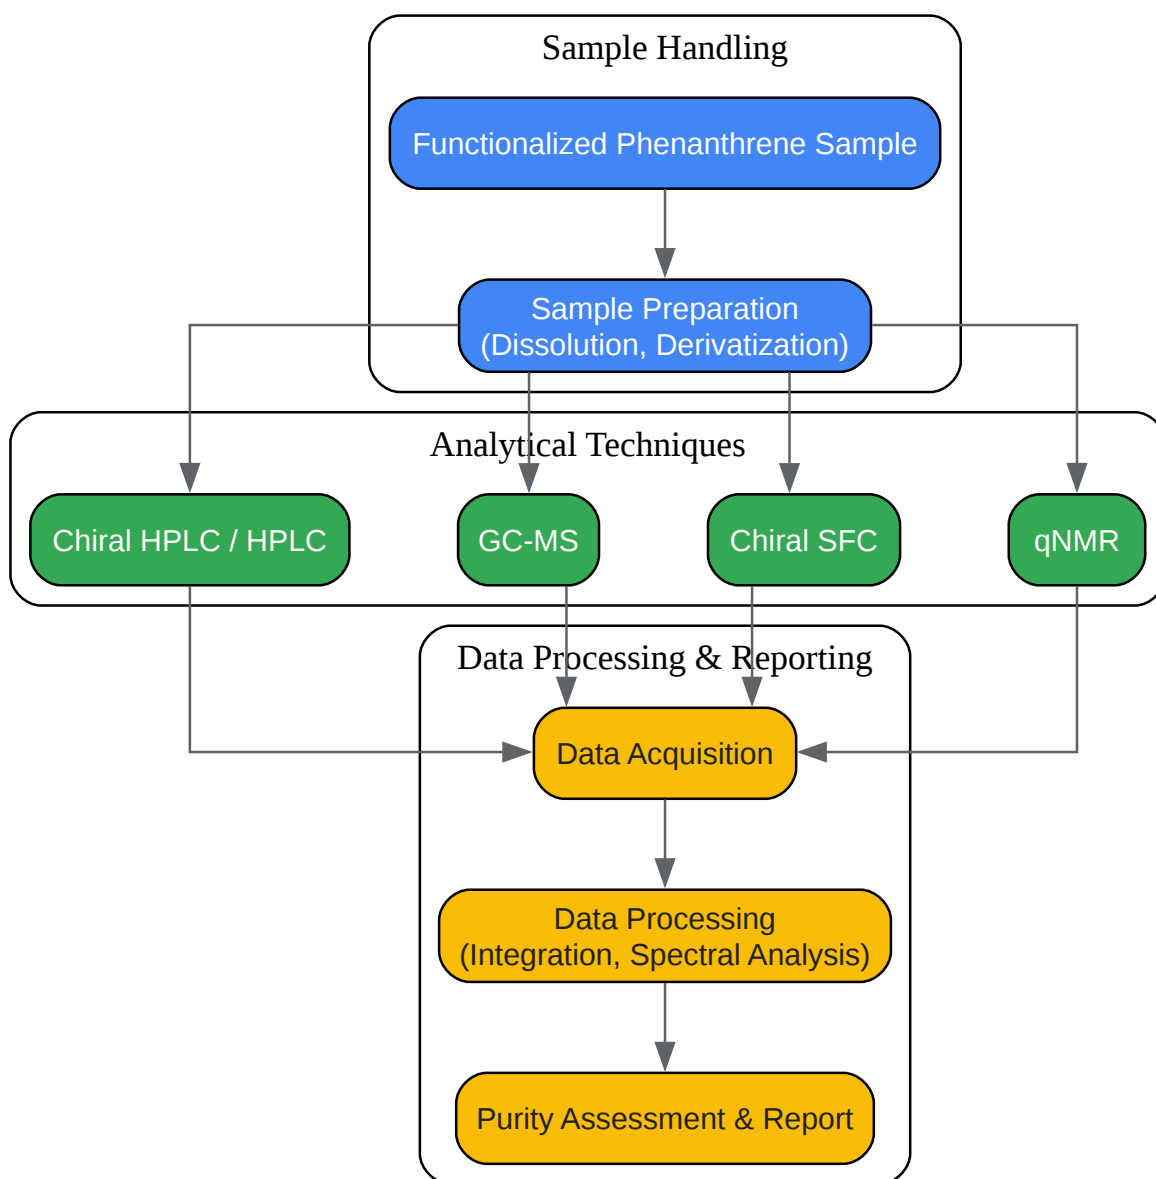 Sample Handling
Functionalized Phenanthrene Sample
Sample Preparation
(Dissolution, Derivatization)
Analytical Techniques
Chiral HPLC / HPLC
GC-MS
Chiral SFC
qNMR
Data Processing & Reporting
Data Acquisition
Data Processing
(Integration, Spectral Analysis)
Purity Assessment & Report